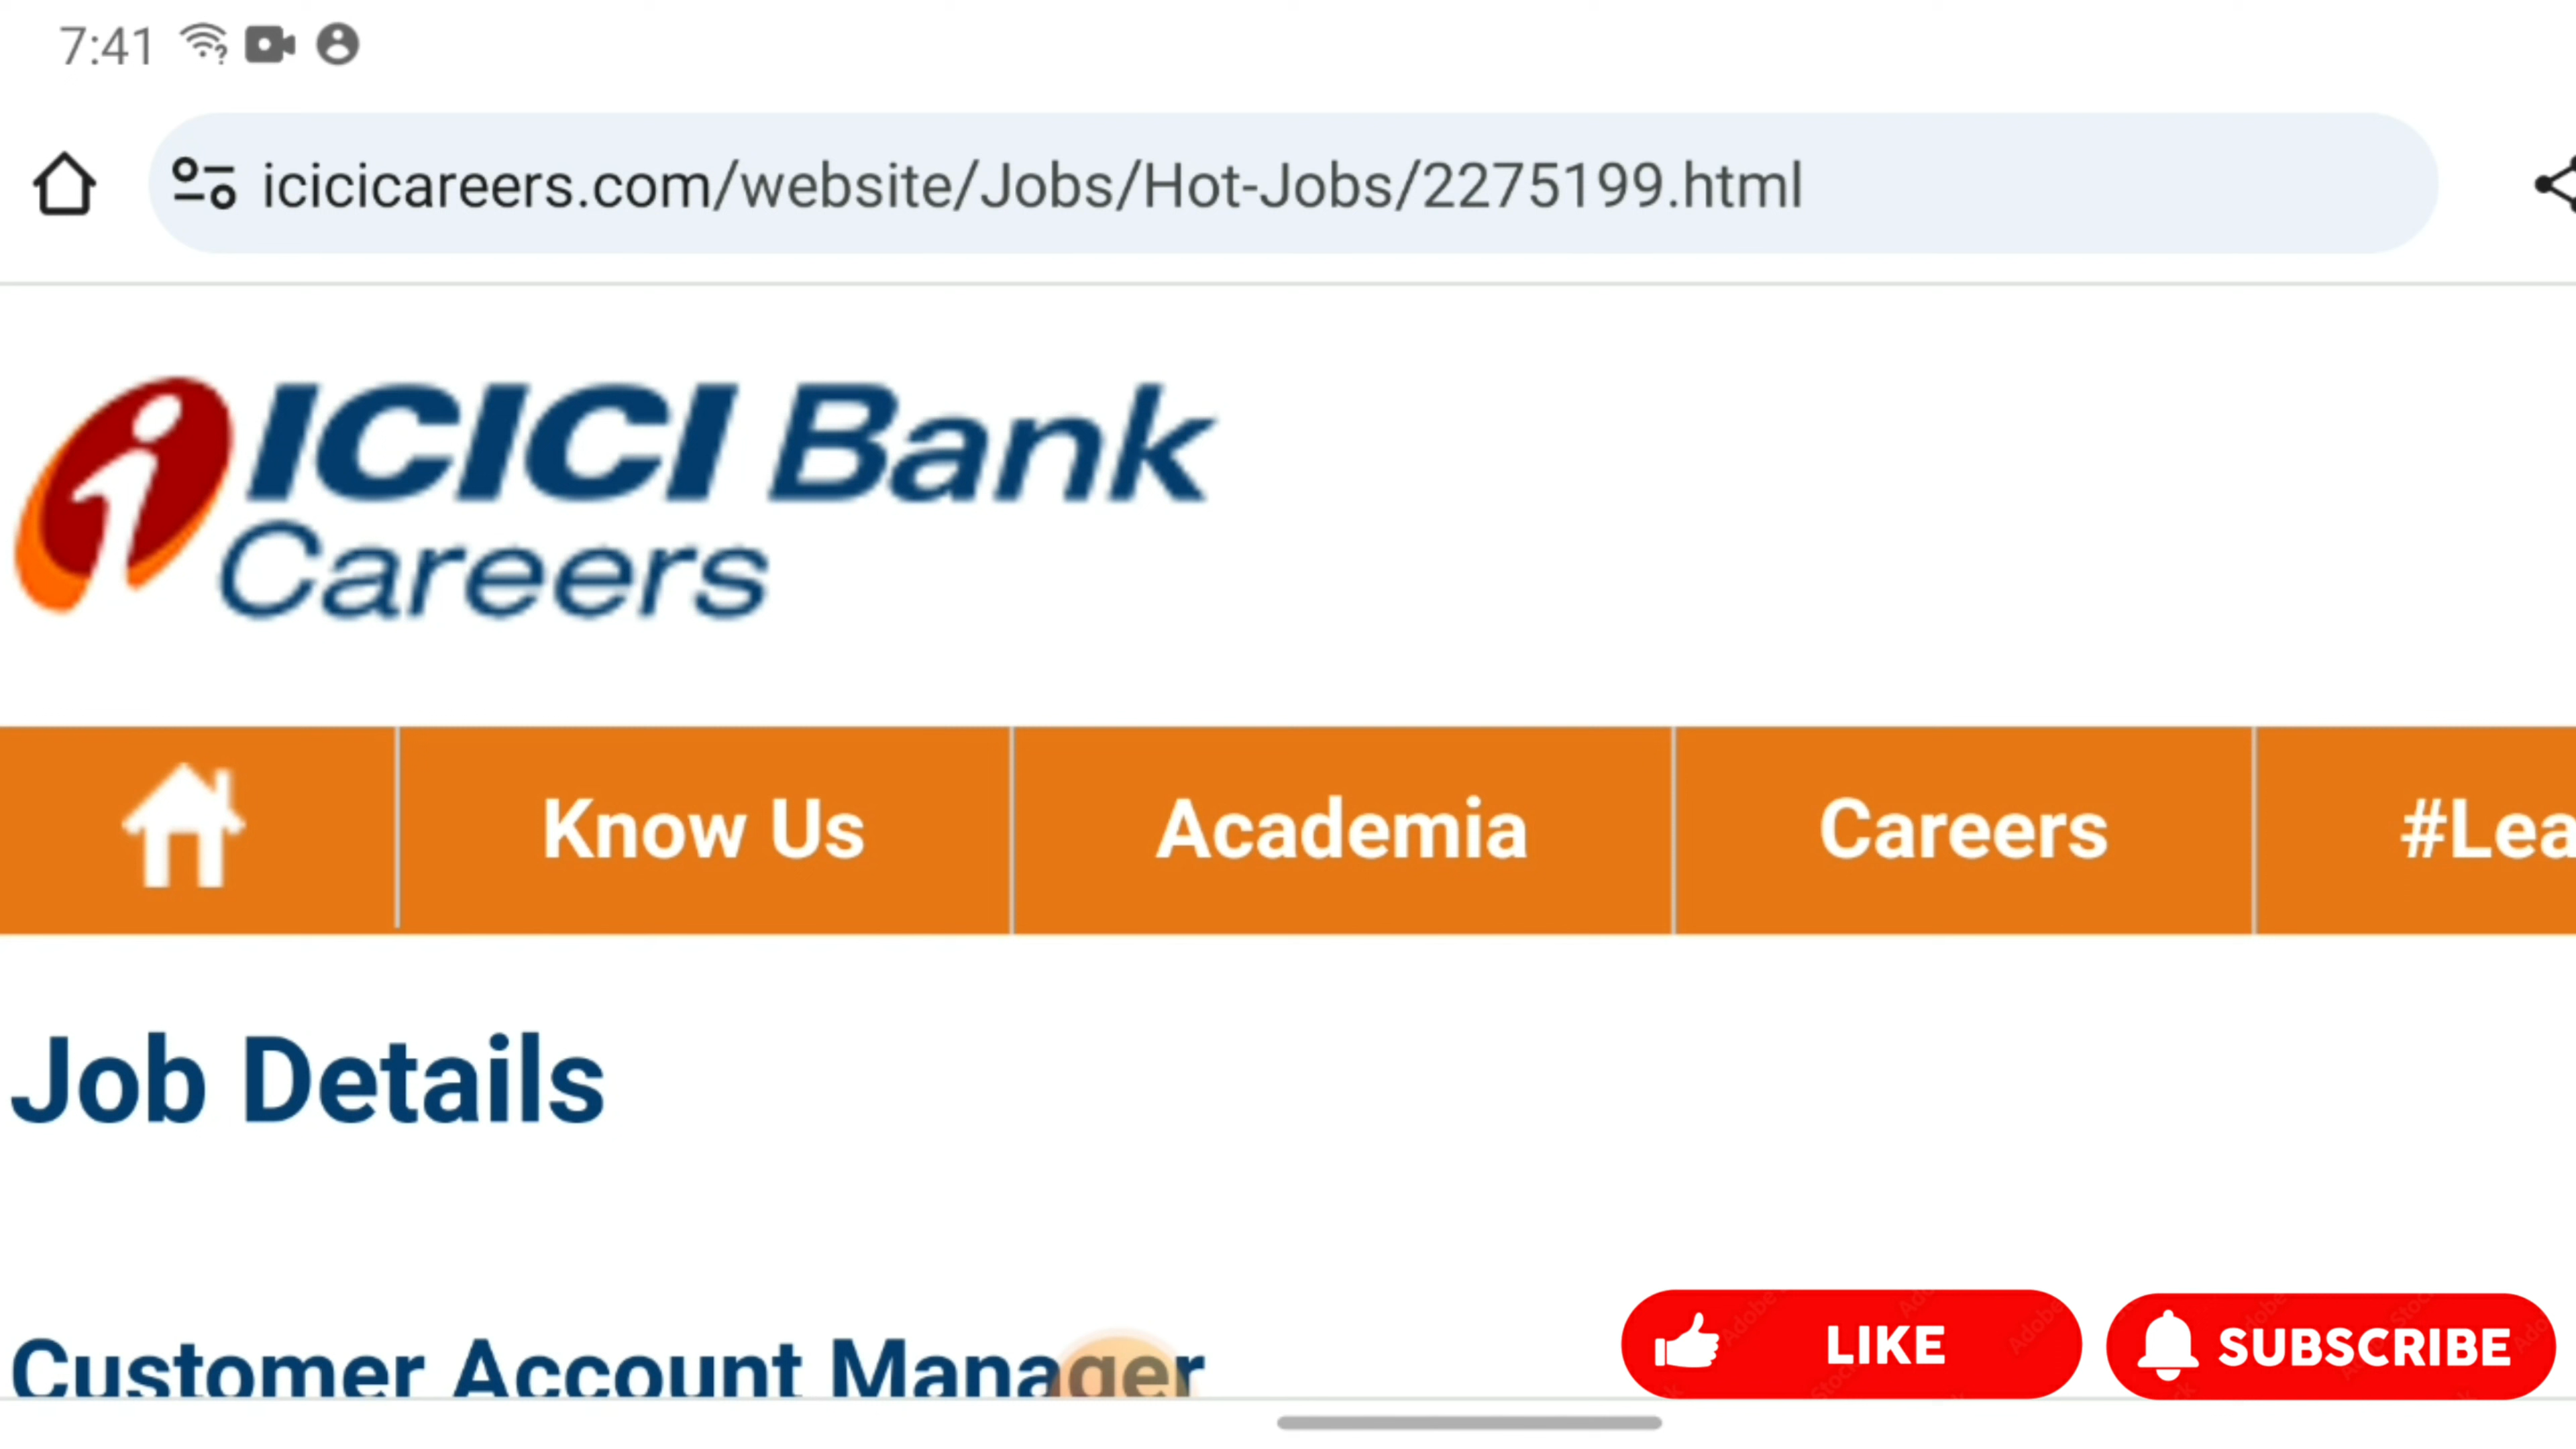 7:41
icicicareers.com/website/Jobs/Hot-Jobs/2275199.html
ICICI Bank
Careers
Know Us
Academia
Careers
#Lea
Job Details
Customer Account Manager
LIKE
SUBSCRIBE